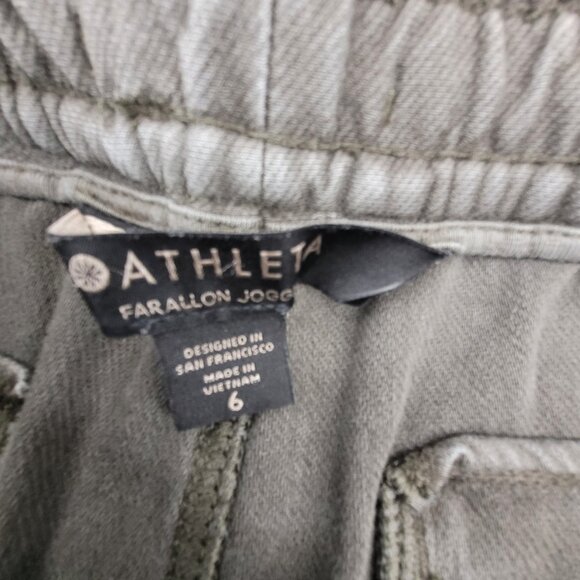 ATHLETA
FARALLON JOGG
DESIGNED IN
SAN FRANCISCO
MADE IN
VIETNAM
6